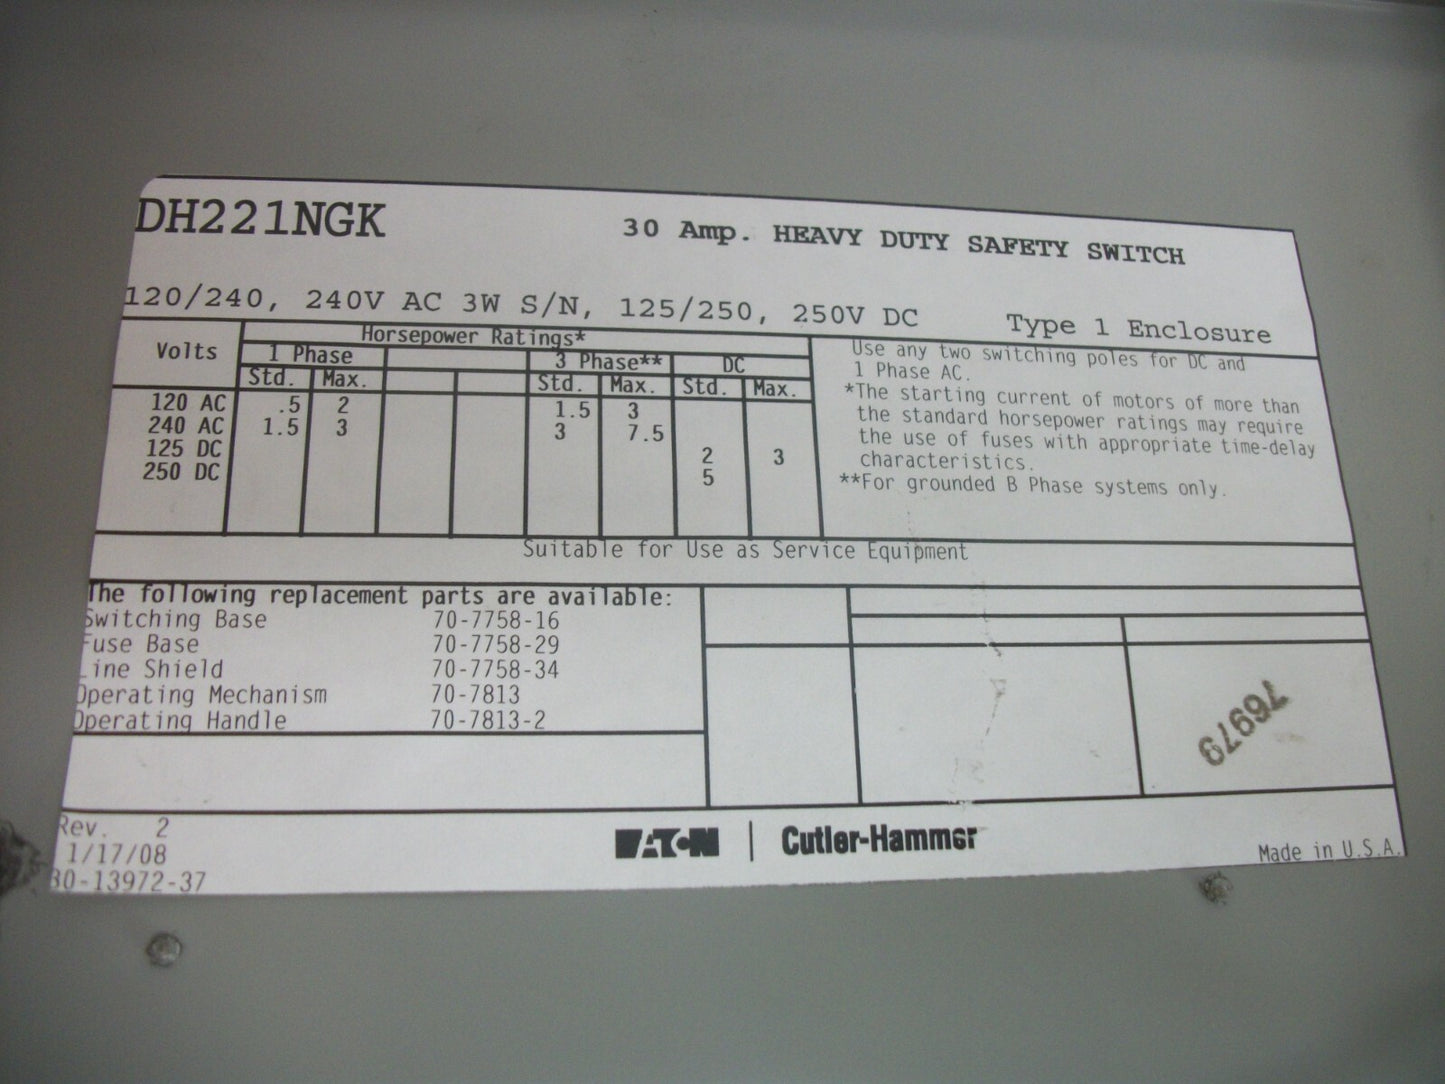 DH221NGK
30 Amp. HEAVY DUTY SAFETY SWITCH
120/240, 240V AC 3W S/N, 125/250, 250V DC
Type 1 Enclosure
Volts
Horsepower Ratings*
1 Phase 3 Phase** DC
Std. Max. Std. Max. Std. Max.
120 AC .5 2 1.5 3
240 AC 1.5 3 3 7.5
125 DC 2 3
250 DC 5
Use any two switching poles for DC and
1 Phase AC.
*The starting current of motors of more than
the standard horsepower ratings may require
the use of fuses with appropriate time-delay
characteristics.
**For grounded B Phase systems only.
Suitable for Use as Service Equipment
The following replacement parts are available:
Switching Base 70-7758-16
Fuse Base 70-7758-29
Line Shield 70-7758-34
Operating Mechanism 70-7813
Operating Handle 70-7813-2
76979
Rev. 2
1/17/08
80-13972-37
EATON | Cutler-Hammer
Made in U.S.A.